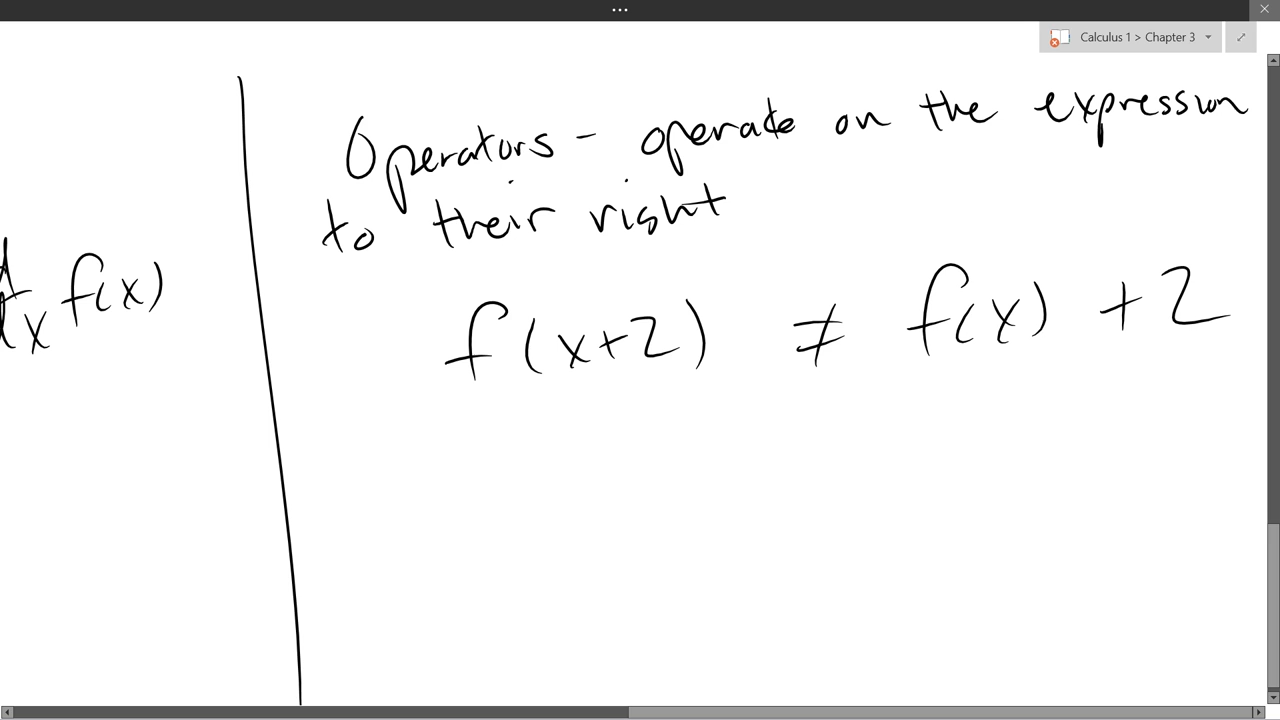 Calculus 1 > Chapter 3
Operators - operate on the expression
to their right
f(x)
x
f(x+2) ≠ f(x) + 2